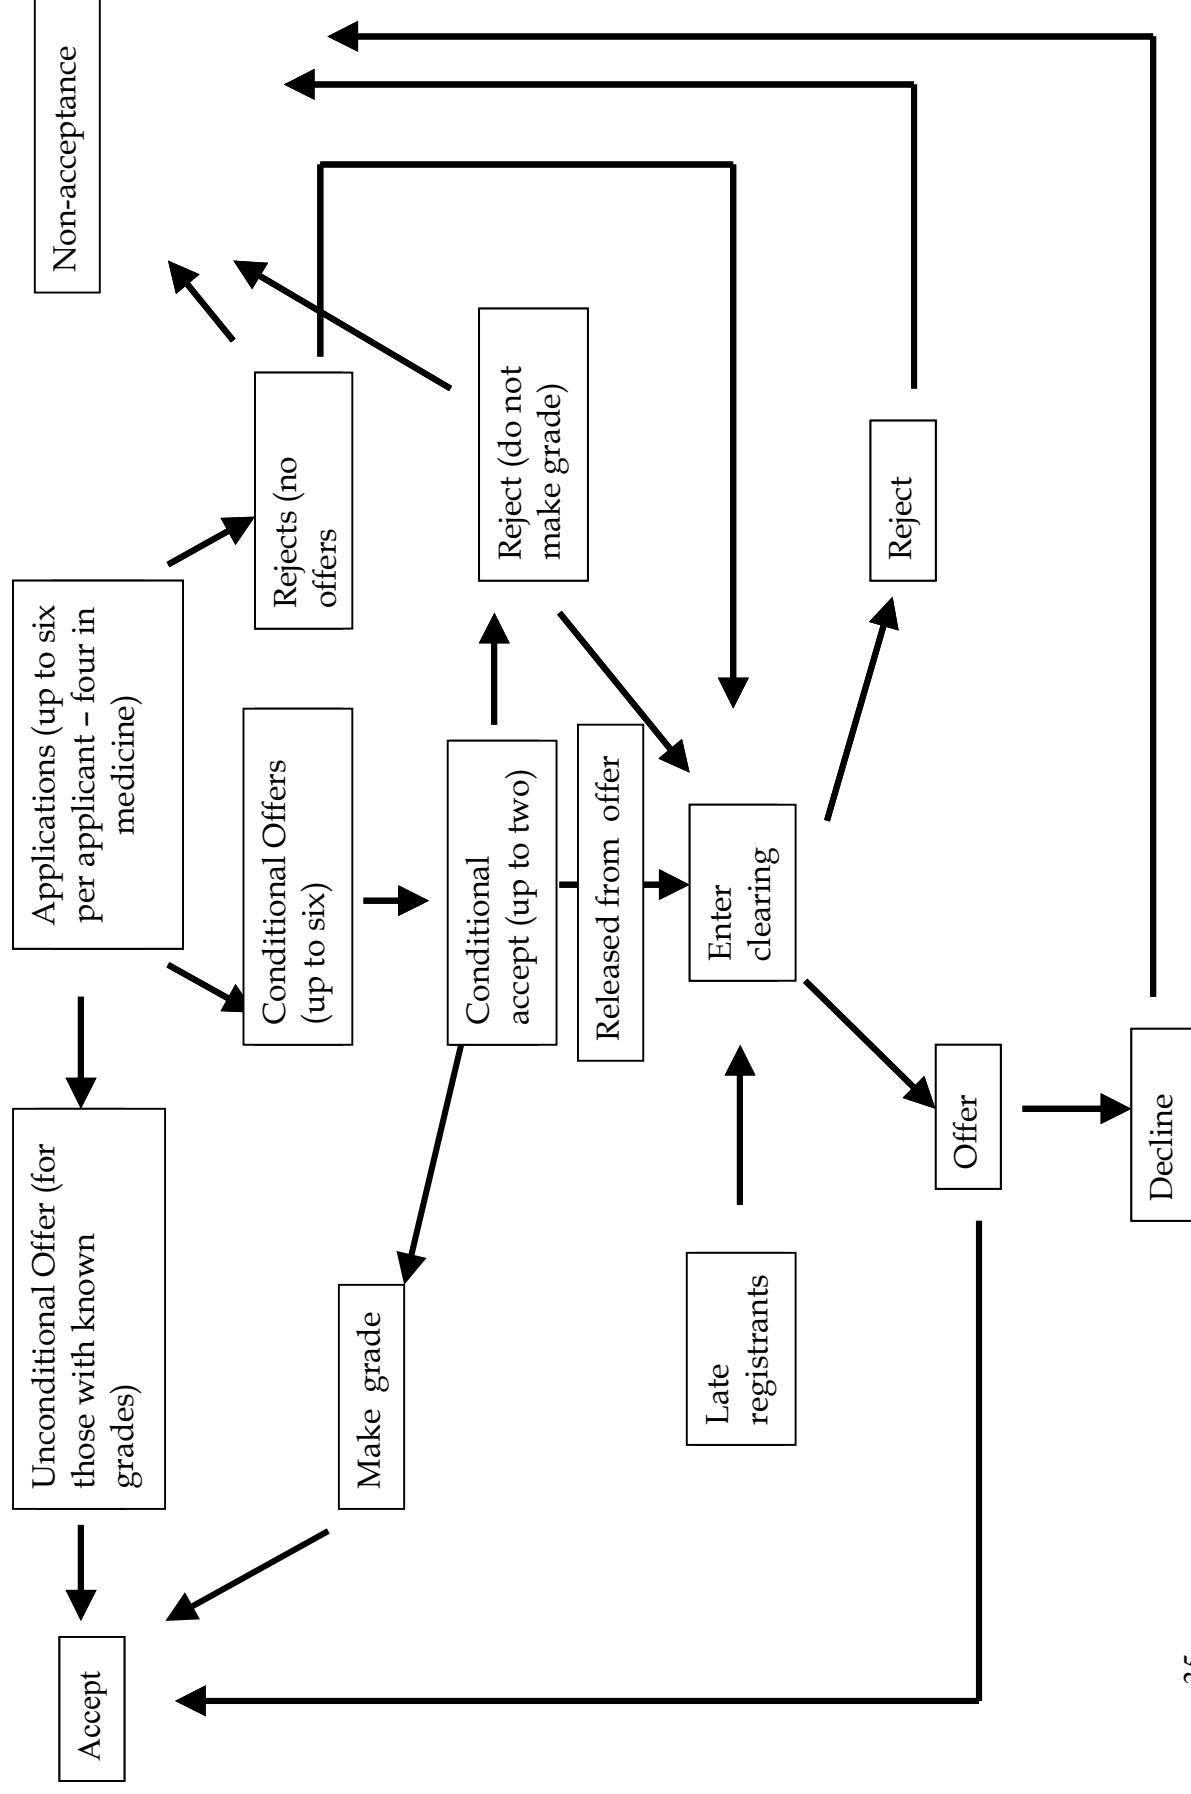 Accept
Unconditional Offer (for
those with known
grades)
Applications (up to six
per applicant – four in
medicine)
Non-acceptance
Conditional Offers
(up to six)
Rejects (no
offers
Make  grade
Conditional
accept (up to two)
Reject (do not
make grade)
Released from  offer
Late
registrants
Enter
clearing
Reject
Offer
Decline